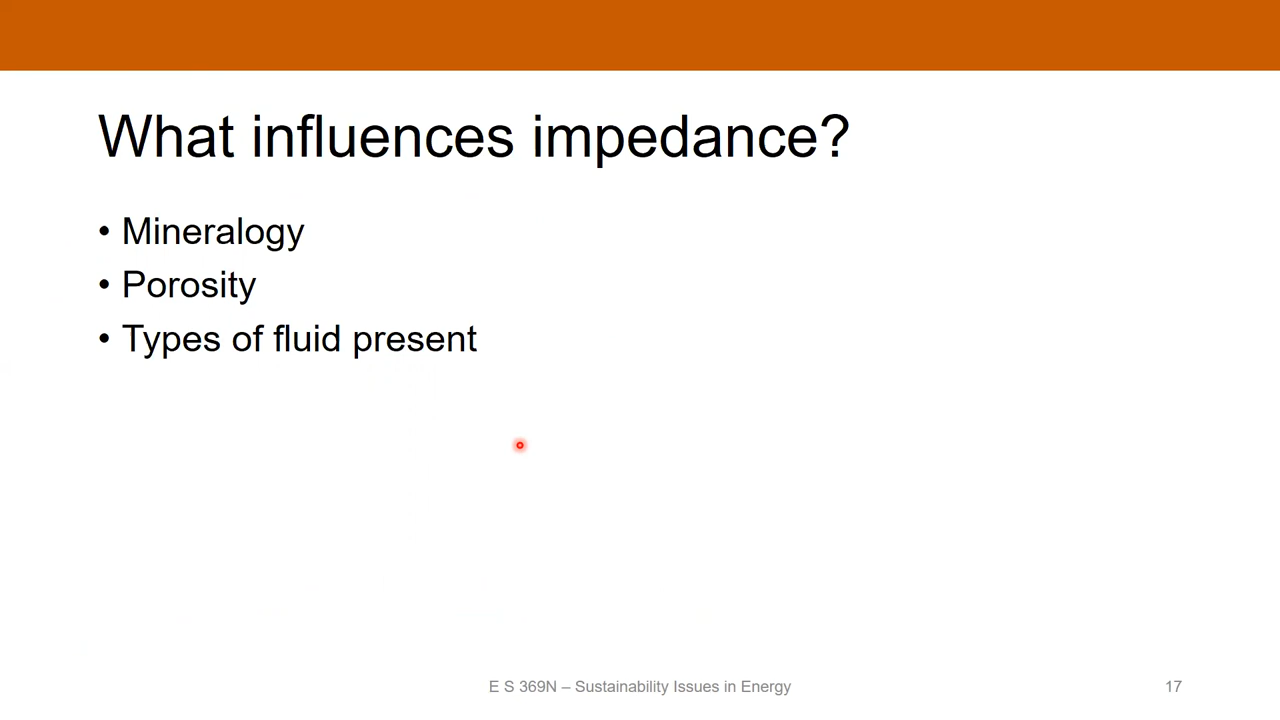 What influences impedance?
• Mineralogy
• Porosity
• Types of fluid present
E S 369N – Sustainability Issues in Energy
17